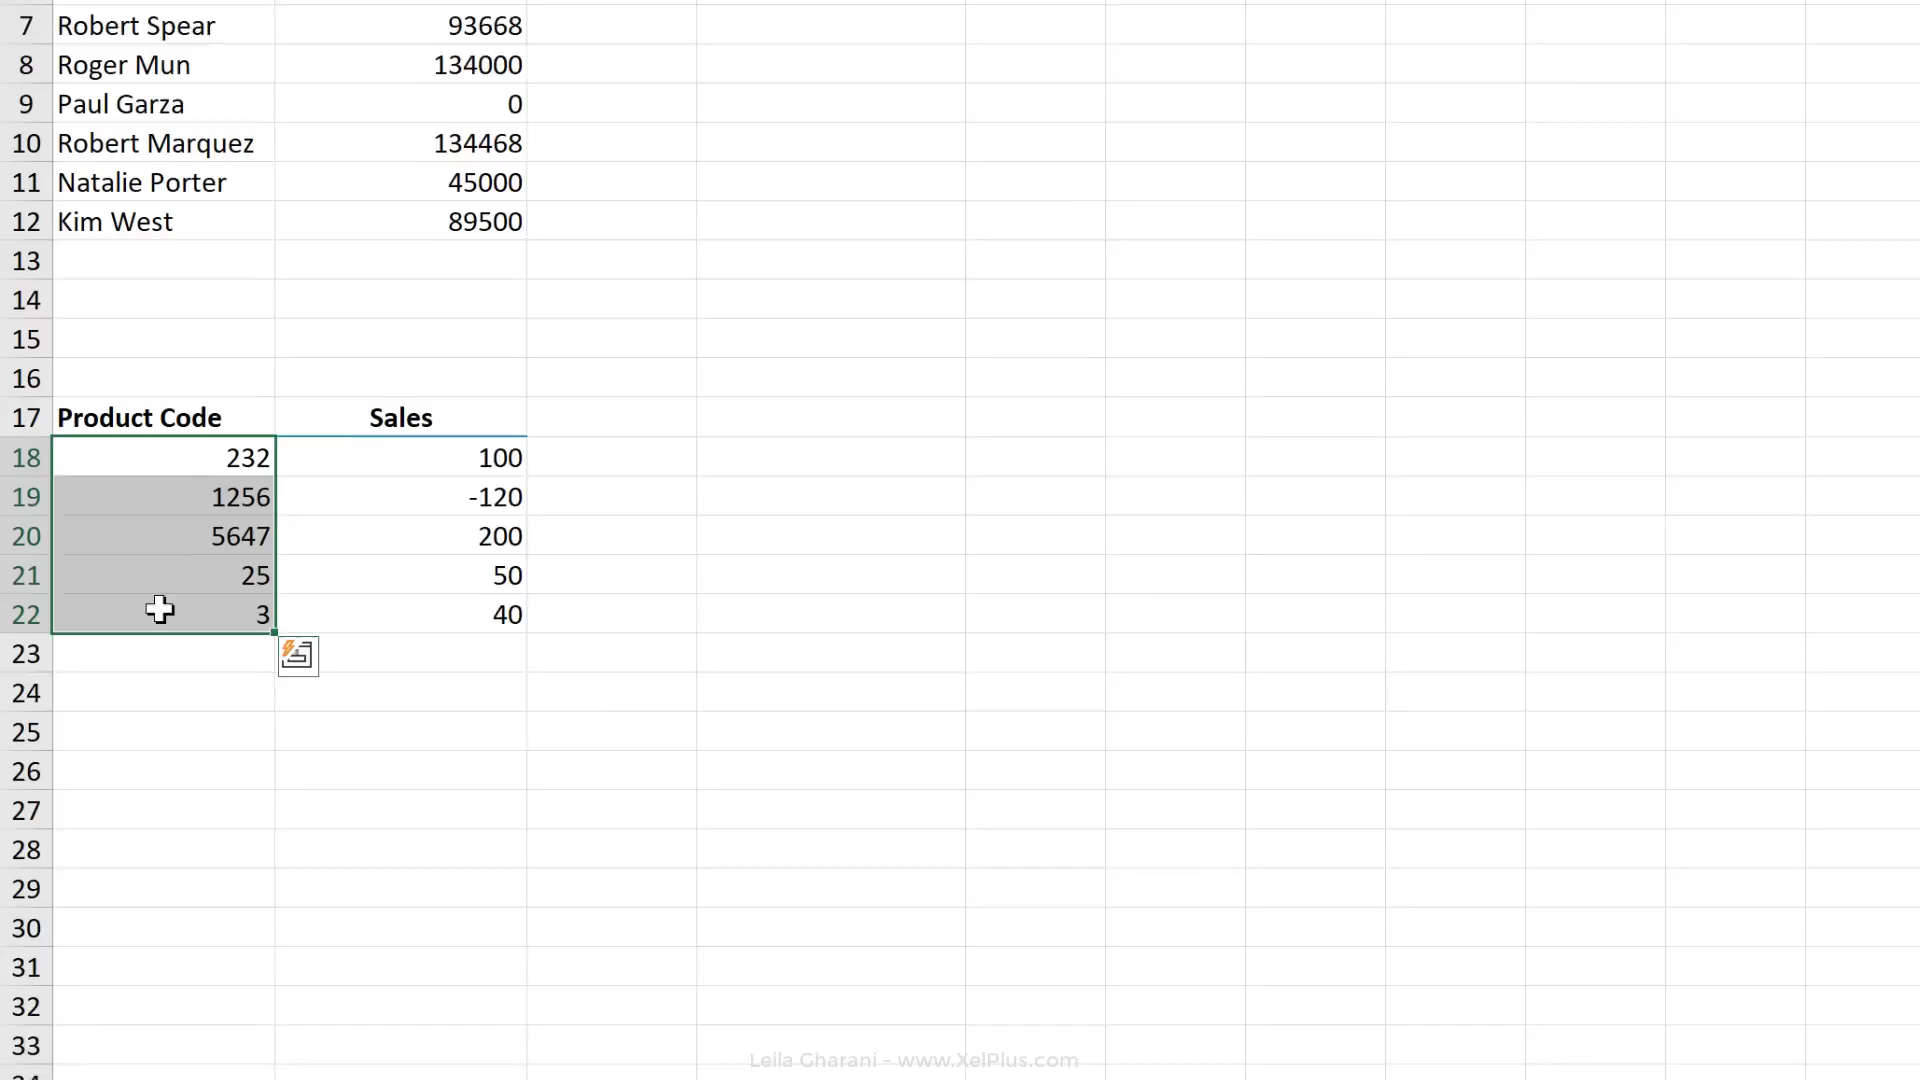 7 Robert Spear 93668
8 Roger Mun 134000
9 Paul Garza 0
10 Robert Marquez 134468
11 Natalie Porter 45000
12 Kim West 89500
13
14
15
16
17 Product Code Sales
18 232 100
19 1256 -120
20 5647 200
21 25 50
22 3 40
23
24
25
26
27
28
29
30
31
32
33
Leila Gharani - www.XelPlus.com